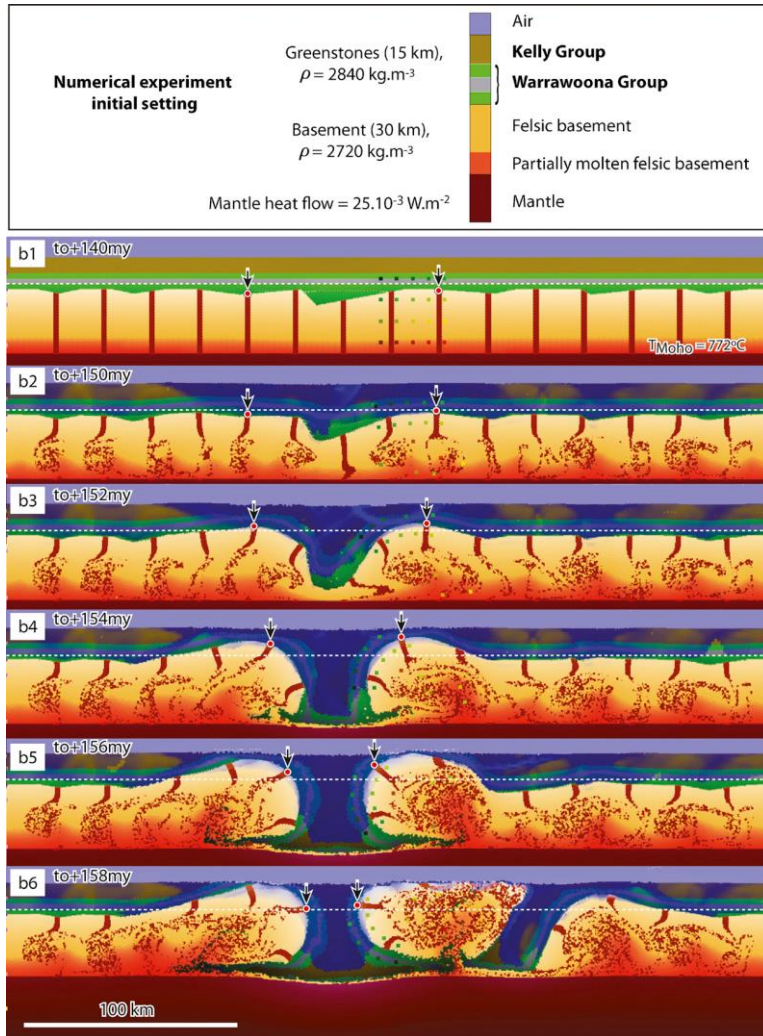 Numerical experiment
initial setting
Greenstones (15 km),
ρ = 2840 kg.m⁻³
Basement (30 km),
ρ = 2720 kg.m⁻³
Mantle heat flow = 25.10⁻³ W.m⁻²
Air
Kelly Group
Warrawoona Group
Felsic basement
Partially molten felsic basement
Mantle
b1 to+140my
TMoho = 772ºC
b2 to+150my
b3 to+152my
b4 to+154my
b5 to+156my
b6 to+158my
100 km